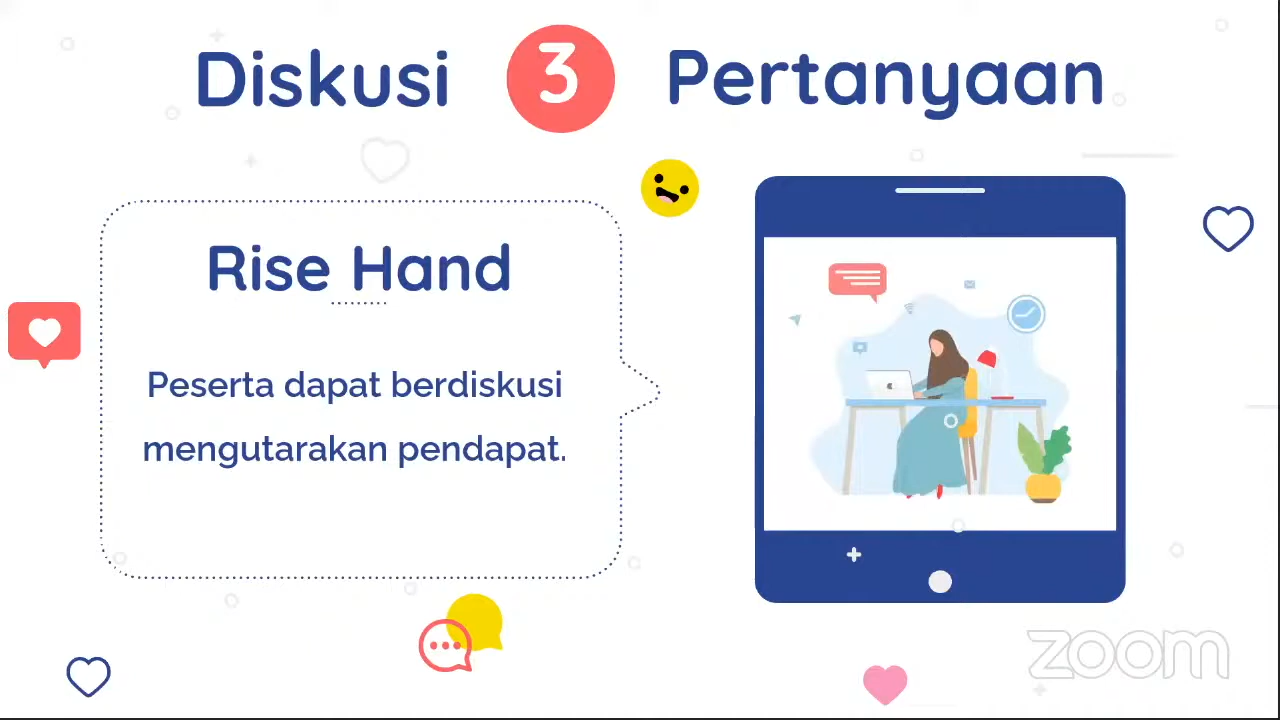 Diskusi 3 Pertanyaan
Rise Hand
Peserta dapat berdiskusi
mengutarakan pendapat.
zoom